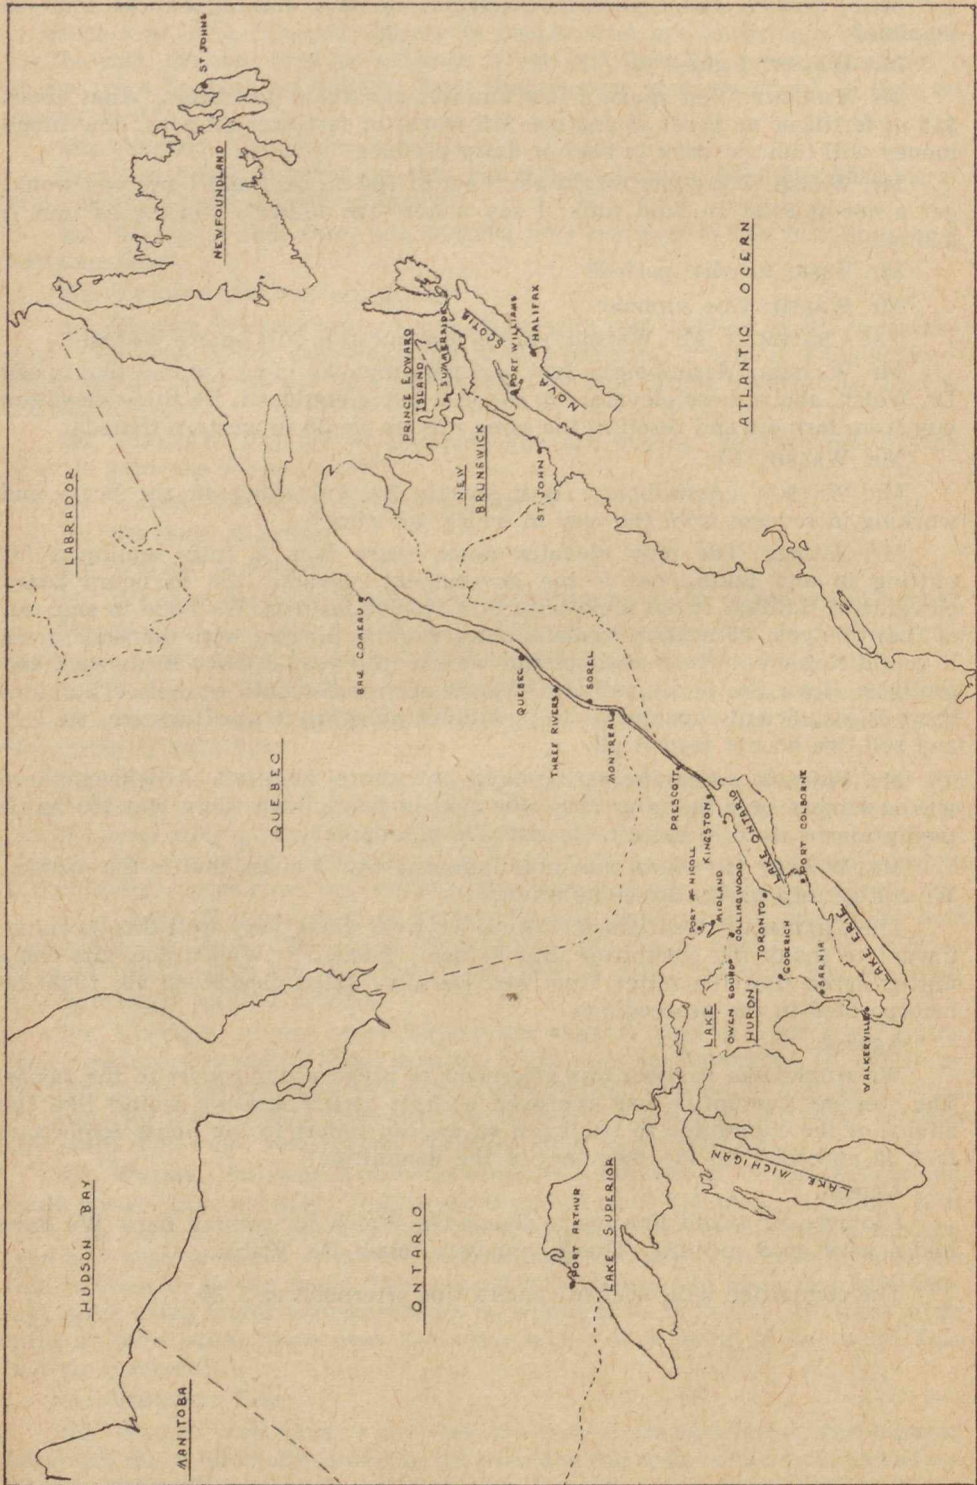 HUDSON BAY
MANITOBA
ONTARIO
QUEBEC
LABRADOR
NEWFOUNDLAND
ST JOHNS
BAIE COMEAU
QUEBEC
THREE RIVERS
SOREL
MONTREAL
PRESCOTT
KINGSTON
PRINCE EDWARD
ISLAND
SUMMERSIDE
NEW
BRUNSWICK
ST JOHN
NOVA
SCOTIA
PORT WILLIAMS
HALIFAX
ATLANTIC OCEAN
PORT ARTHUR
LAKE SUPERIOR
LAKE MICHIGAN
LAKE
HURON
OWEN SOUND
PORT MCNICOLL
MIDLAND
COLLINGWOOD
TORONTO
GODERICH
SARNIA
WALKERVILLE
LAKE ONTARIO
PORT COLBORNE
LAKE ERIE